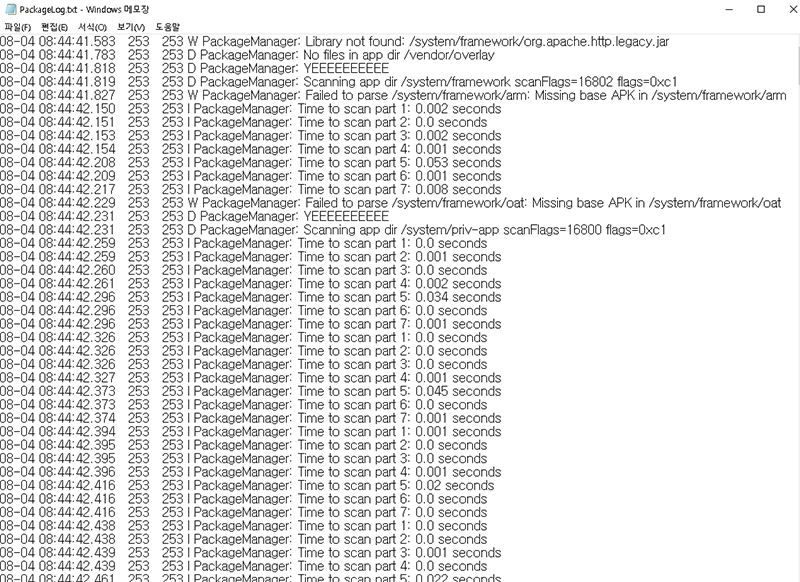 PackageLog.txt - Windows 메모장
파일(F) 편집(E) 서식(O) 보기(V) 도움말
08-04 08:44:41.583 253 253 W PackageManager: Library not found: /system/framework/org.apache.http.legacy.jar
08-04 08:44:41.783 253 253 D PackageManager: No files in app dir /vendor/overlay
08-04 08:44:41.818 253 253 D PackageManager: YEEEEEEEEEE
08-04 08:44:41.819 253 253 D PackageManager: Scanning app dir /system/framework scanFlags=16802 flags=0xc1
08-04 08:44:41.827 253 253 W PackageManager: Failed to parse /system/framework/arm: Missing base APK in /system/framework/arm
08-04 08:44:42.150 253 253 I PackageManager: Time to scan part 1: 0.002 seconds
08-04 08:44:42.151 253 253 I PackageManager: Time to scan part 2: 0.0 seconds
08-04 08:44:42.153 253 253 I PackageManager: Time to scan part 3: 0.002 seconds
08-04 08:44:42.154 253 253 I PackageManager: Time to scan part 4: 0.001 seconds
08-04 08:44:42.208 253 253 I PackageManager: Time to scan part 5: 0.053 seconds
08-04 08:44:42.209 253 253 I PackageManager: Time to scan part 6: 0.001 seconds
08-04 08:44:42.217 253 253 I PackageManager: Time to scan part 7: 0.008 seconds
08-04 08:44:42.229 253 253 W PackageManager: Failed to parse /system/framework/oat: Missing base APK in /system/framework/oat
08-04 08:44:42.231 253 253 D PackageManager: YEEEEEEEEEE
08-04 08:44:42.231 253 253 D PackageManager: Scanning app dir /system/priv-app scanFlags=16800 flags=0xc1
08-04 08:44:42.259 253 253 I PackageManager: Time to scan part 1: 0.0 seconds
08-04 08:44:42.259 253 253 I PackageManager: Time to scan part 2: 0.001 seconds
08-04 08:44:42.260 253 253 I PackageManager: Time to scan part 3: 0.0 seconds
08-04 08:44:42.261 253 253 I PackageManager: Time to scan part 4: 0.002 seconds
08-04 08:44:42.296 253 253 I PackageManager: Time to scan part 5: 0.034 seconds
08-04 08:44:42.296 253 253 I PackageManager: Time to scan part 6: 0.0 seconds
08-04 08:44:42.296 253 253 I PackageManager: Time to scan part 7: 0.001 seconds
08-04 08:44:42.326 253 253 I PackageManager: Time to scan part 1: 0.0 seconds
08-04 08:44:42.326 253 253 I PackageManager: Time to scan part 2: 0.0 seconds
08-04 08:44:42.326 253 253 I PackageManager: Time to scan part 3: 0.0 seconds
08-04 08:44:42.327 253 253 I PackageManager: Time to scan part 4: 0.001 seconds
08-04 08:44:42.373 253 253 I PackageManager: Time to scan part 5: 0.045 seconds
08-04 08:44:42.373 253 253 I PackageManager: Time to scan part 6: 0.0 seconds
08-04 08:44:42.374 253 253 I PackageManager: Time to scan part 7: 0.001 seconds
08-04 08:44:42.394 253 253 I PackageManager: Time to scan part 1: 0.001 seconds
08-04 08:44:42.395 253 253 I PackageManager: Time to scan part 2: 0.0 seconds
08-04 08:44:42.395 253 253 I PackageManager: Time to scan part 3: 0.0 seconds
08-04 08:44:42.396 253 253 I PackageManager: Time to scan part 4: 0.001 seconds
08-04 08:44:42.416 253 253 I PackageManager: Time to scan part 5: 0.02 seconds
08-04 08:44:42.416 253 253 I PackageManager: Time to scan part 6: 0.0 seconds
08-04 08:44:42.416 253 253 I PackageManager: Time to scan part 7: 0.0 seconds
08-04 08:44:42.438 253 253 I PackageManager: Time to scan part 1: 0.0 seconds
08-04 08:44:42.438 253 253 I PackageManager: Time to scan part 2: 0.0 seconds
08-04 08:44:42.439 253 253 I PackageManager: Time to scan part 3: 0.001 seconds
08-04 08:44:42.439 253 253 I PackageManager: Time to scan part 4: 0.0 seconds
08-04 08:44:42.461 253 253 I PackageManager: Time to scan part 5: 0.022 seconds